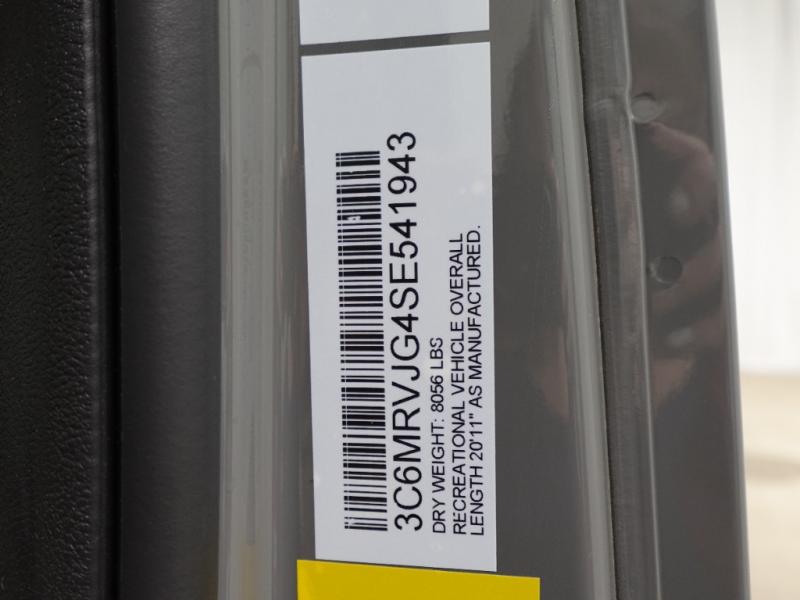 3C6MRVJG4SE541943
DRY WEIGHT: 8056 LBS
RECREATIONAL VEHICLE OVERALL
LENGTH 20'11" AS MANUFACTURED.